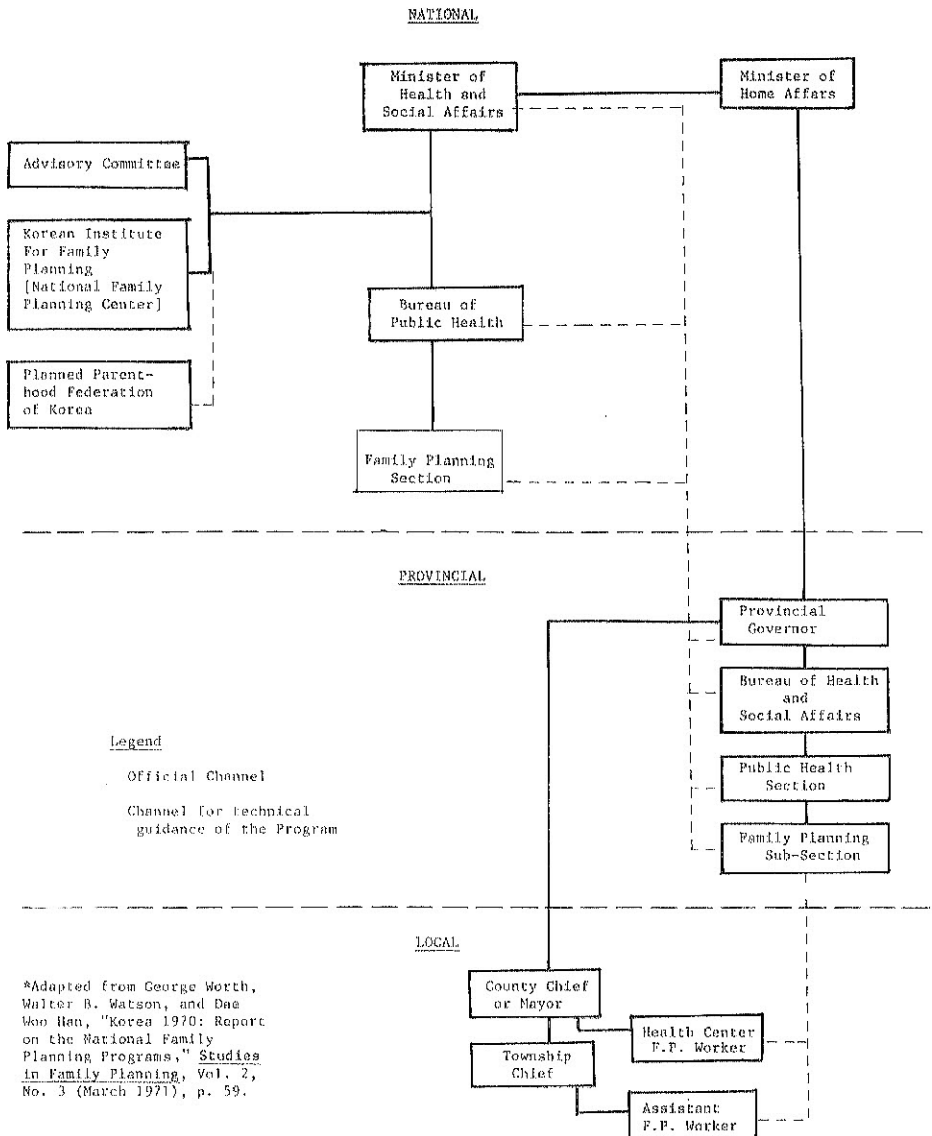 NATIONAL
Minister of
Health and
Social Affairs
Minister of
Home Affars
Advisory Committee
Korean Institute
For Family
Planning
[National Family
Planning Center]
Bureau of
Public Health
Planned Parent-
hood Federation
of Korea
Family Planning
Section
PROVINCIAL
Provincial
Governor
Bureau of Health
and
Social Affairs
Public Health
Section
Family Planning
Sub-Section
Legend
Official Channel
Channel for technical
guidance of the Program
LOCAL
County Chief
or Mayor
Health Center
F.P. Worker
Township
Chief
Assistant
F.P. Worker
*Adapted from George Worth,
Walter B. Watson, and Dae
Woo Han, "Korea 1970: Report
on the National Family
Planning Programs," Studies
in Family Planning, Vol. 2,
No. 3 (March 1971), p. 59.